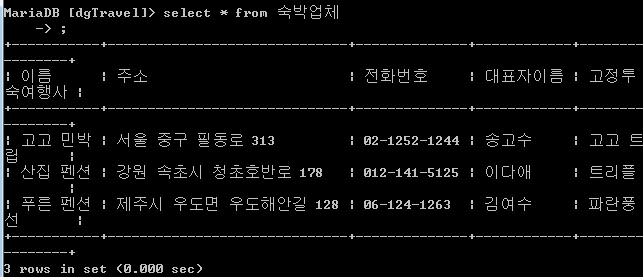 MariaDB [dgTravel]> select * from 숙박업체
    -> ;
+-----------+------------------------------+---------------+------------+--------
--------+
| 이름      | 주소                         | 전화번호      | 대표자이름 | 고정투
숙여행사 |
+-----------+------------------------------+---------------+------------+--------
--------+
| 고고 민박 | 서울 중구 필동로 313         | 02-1252-1244 | 송고수     | 고고 트
립      |
| 산집 펜션 | 강원 속초시 청초호반로 178   | 012-141-5125 | 이다애     | 트리플
        |
| 푸른 펜션 | 제주시 우도면 우도해안길 128 | 06-124-1263  | 김여수     | 파란풍
선       |
+-----------+------------------------------+---------------+------------+--------
--------+
3 rows in set (0.000 sec)